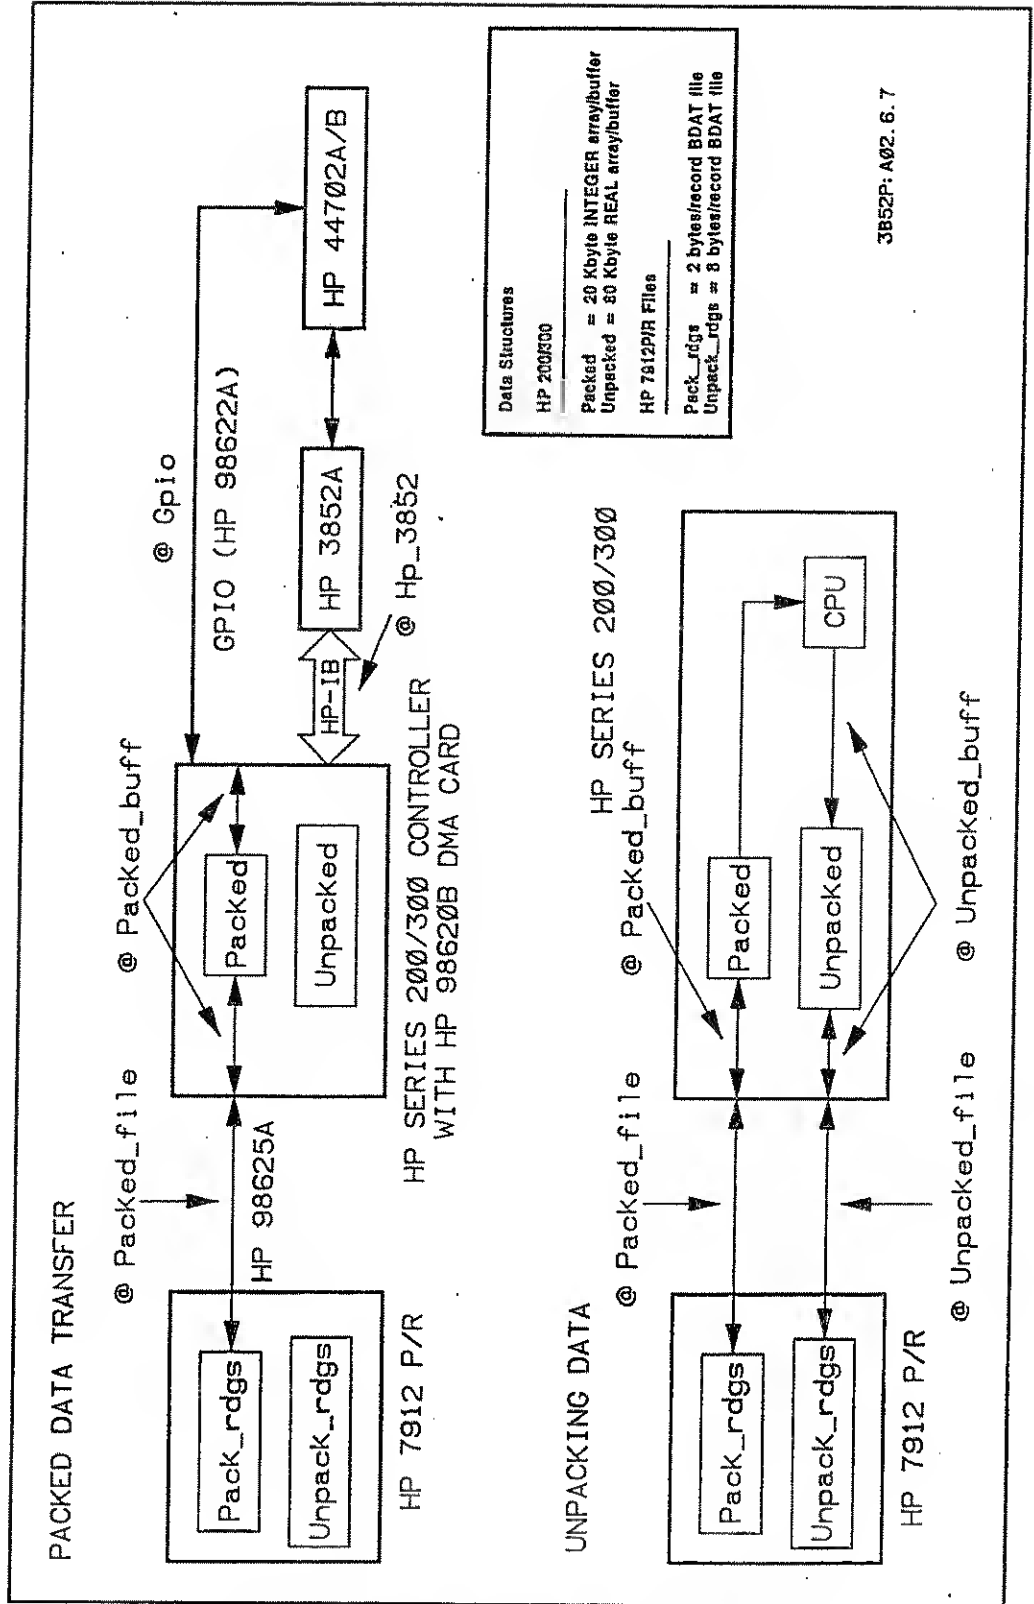 PACKED DATA TRANSFER
@ Packed_file
@ Packed_buff
@ Gpio
GPIO (HP 98622A)
Pack_rdgs
Unpack_rdgs
HP 7912 P/R
HP 98625A
Packed
Unpacked
HP-IB
HP 3852A
HP 44702A/B
@ Hp_3852
HP SERIES 200/300 CONTROLLER
WITH HP 98620B DMA CARD
UNPACKING DATA
@ Packed_file
@ Packed_buff
HP SERIES 200/300
Pack_rdgs
Unpack_rdgs
HP 7912 P/R
Packed
Unpacked
CPU
@ Unpacked_file
@ Unpacked_buff
Data Structures
HP 200/300
Packed = 20 Kbyte INTEGER array/buffer
Unpacked = 80 Kbyte REAL array/buffer
HP 7912P/R Files
Pack_rdgs = 2 bytes/record BDAT file
Unpack_rdgs = 8 bytes/record BDAT file
3852P: A02.6.7